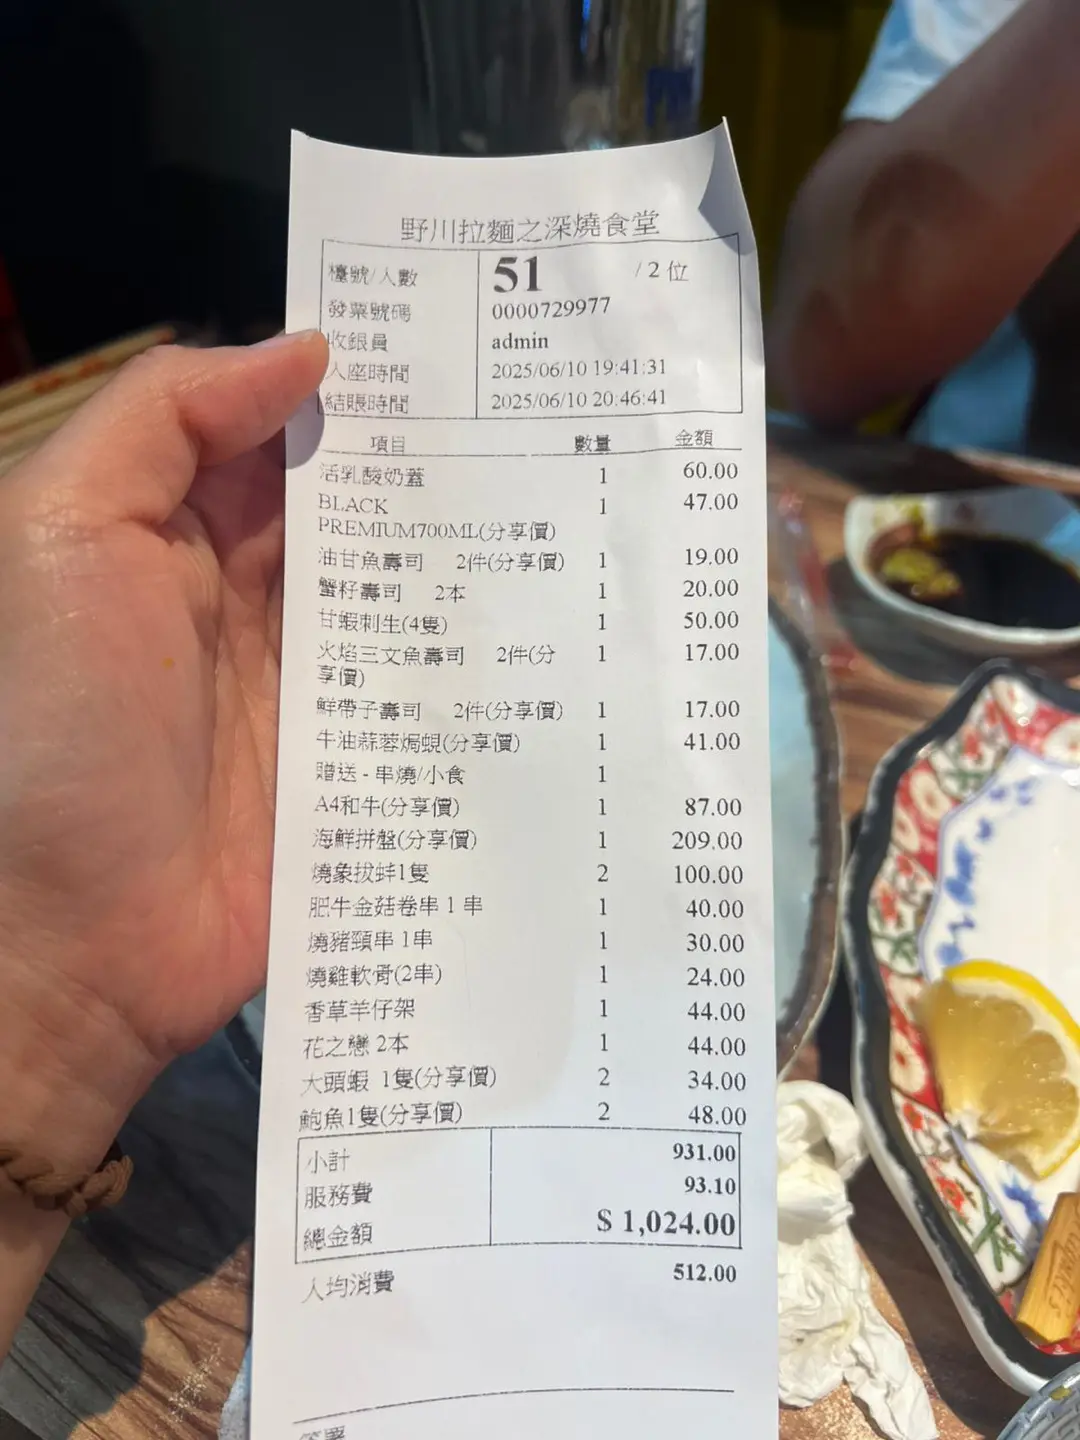 野川拉麵之深燒食堂
檯號/人數 51 / 2 位
發票號碼 0000729977
收銀員 admin
入座時間 2025/06/10 19:41:31
結賬時間 2025/06/10 20:46:41
項目 數量 金額
活乳酸奶蓋 1 60.00
BLACK 1 47.00
PREMIUM700ML(分享價)
油甘魚壽司 2件(分享價) 1 19.00
蟹籽壽司 2本 1 20.00
甘蝦刺生(4隻) 1 50.00
火焰三文魚壽司 2件(分 1 17.00
享價)
鮮帶子壽司 2件(分享價) 1 17.00
牛油蒜蓉焗蜆(分享價) 1 41.00
贈送 - 串燒/小食 1
A4和牛(分享價) 1 87.00
海鮮拼盤(分享價) 1 209.00
燒象拔蚌1隻 2 100.00
肥牛金菇卷串 1 串 1 40.00
燒豬頸串 1串 1 30.00
燒雞軟骨(2串) 1 24.00
香草羊仔架 1 44.00
花之戀 2本 1 44.00
大頭蝦 1隻(分享價) 2 34.00
鮑魚1隻(分享價) 2 48.00
小計 931.00
服務費 93.10
總金額 $ 1,024.00
人均消費 512.00